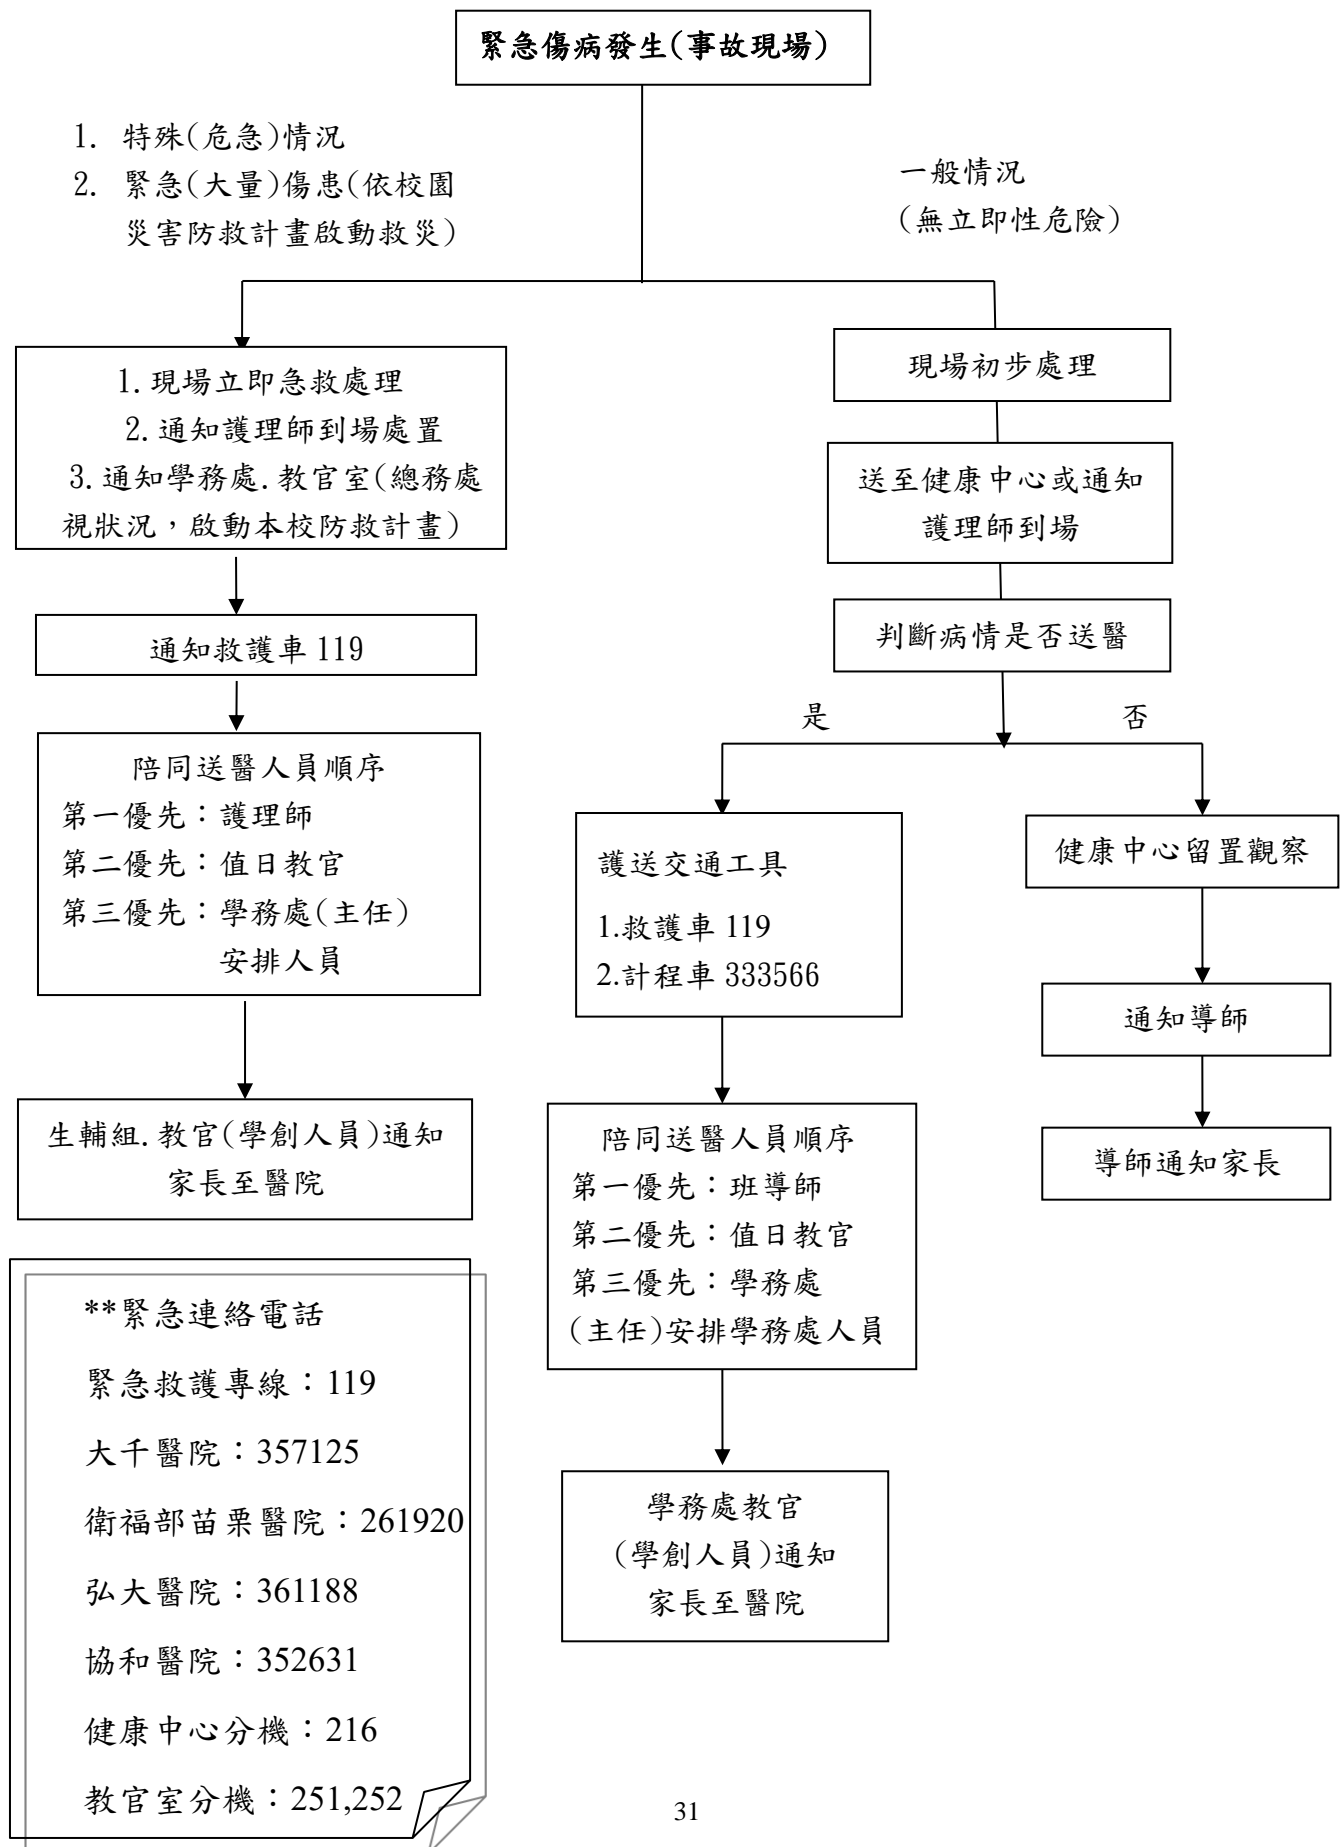 緊急傷病發生(事故現場)
1. 特殊(危急)情況
2. 緊急(大量)傷患(依校園
災害防救計畫啟動救災)
一般情況
(無立即性危險)
1.現場立即急救處理
2.通知護理師到場處置
3.通知學務處.教官室(總務處
視狀況，啟動本校防救計畫)
通知救護車 119
陪同送醫人員順序
第一優先：護理師
第二優先：值日教官
第三優先：學務處(主任)
安排人員
生輔組.教官(學創人員)通知
家長至醫院
現場初步處理
送至健康中心或通知
護理師到場
判斷病情是否送醫
是
否
護送交通工具
1.救護車 119
2.計程車 333566
陪同送醫人員順序
第一優先：班導師
第二優先：值日教官
第三優先：學務處
(主任)安排學務處人員
學務處教官
(學創人員)通知
家長至醫院
健康中心留置觀察
通知導師
導師通知家長
**緊急連絡電話
緊急救護專線：119
大千醫院：357125
衛福部苗栗醫院：261920
弘大醫院：361188
協和醫院：352631
健康中心分機：216
教官室分機：251,252
31